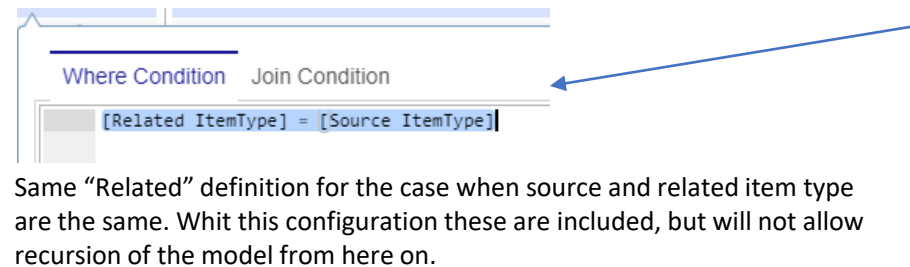 Where Condition Join Condition
[Related ItemType] = [Source ItemType]
Same “Related” definition for the case when source and related item type
are the same. Whit this configuration these are included, but will not allow
recursion of the model from here on.